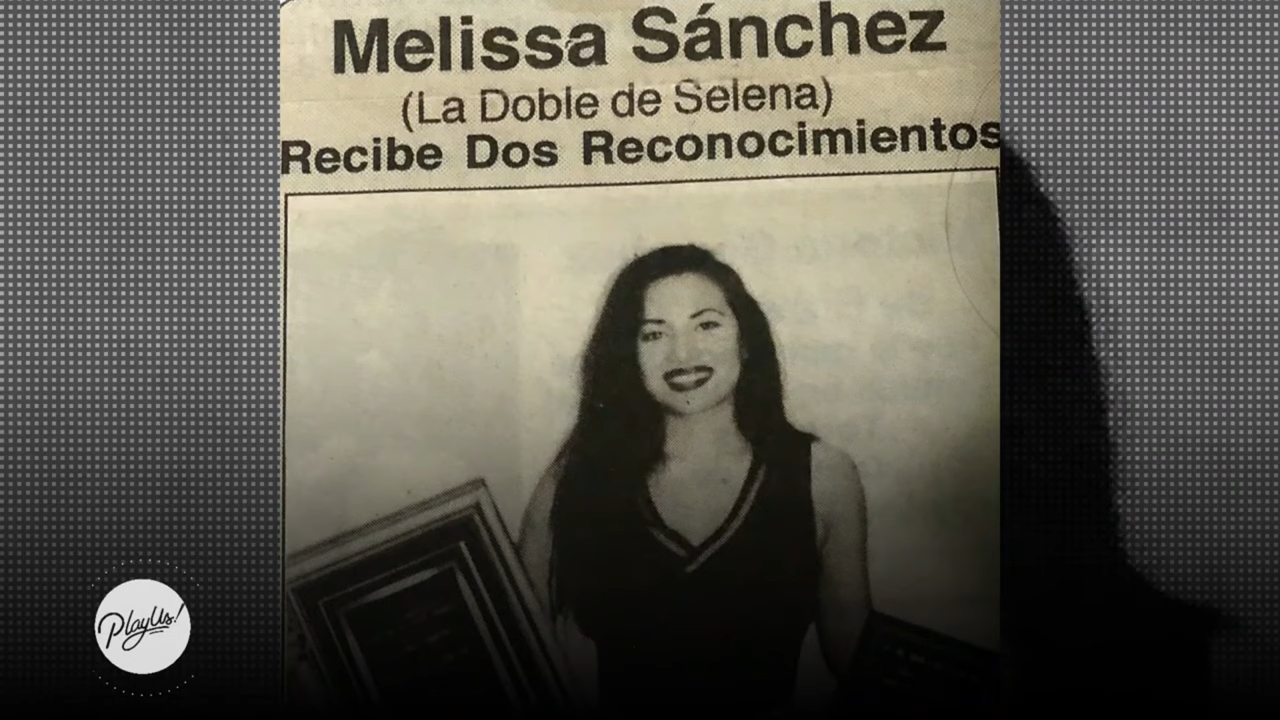 Melissa Sánchez
(La Doble de Selena)
Recibe Dos Reconocimientos
PlayUs!